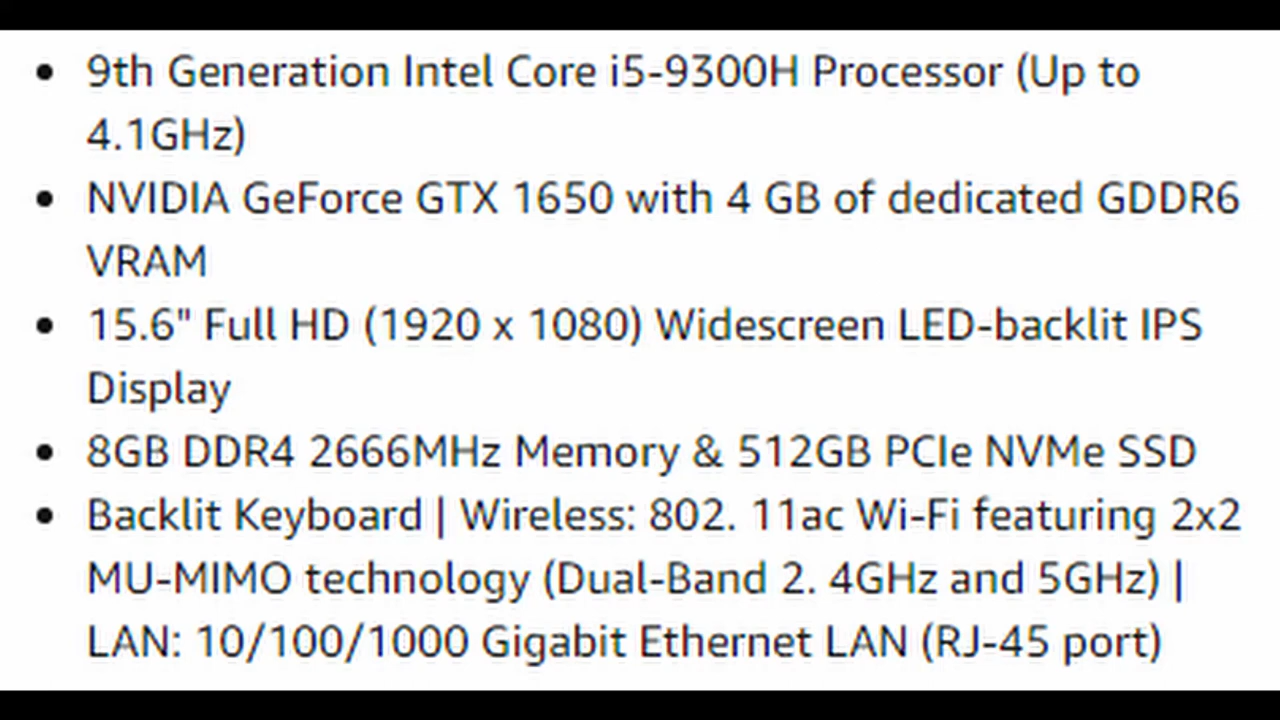 • 9th Generation Intel Core i5-9300H Processor (Up to
4.1GHz)
• NVIDIA GeForce GTX 1650 with 4 GB of dedicated GDDR6
VRAM
• 15.6" Full HD (1920 x 1080) Widescreen LED-backlit IPS
Display
• 8GB DDR4 2666MHz Memory & 512GB PCIe NVMe SSD
• Backlit Keyboard | Wireless: 802. 11ac Wi-Fi featuring 2x2
MU-MIMO technology (Dual-Band 2. 4GHz and 5GHz) |
LAN: 10/100/1000 Gigabit Ethernet LAN (RJ-45 port)